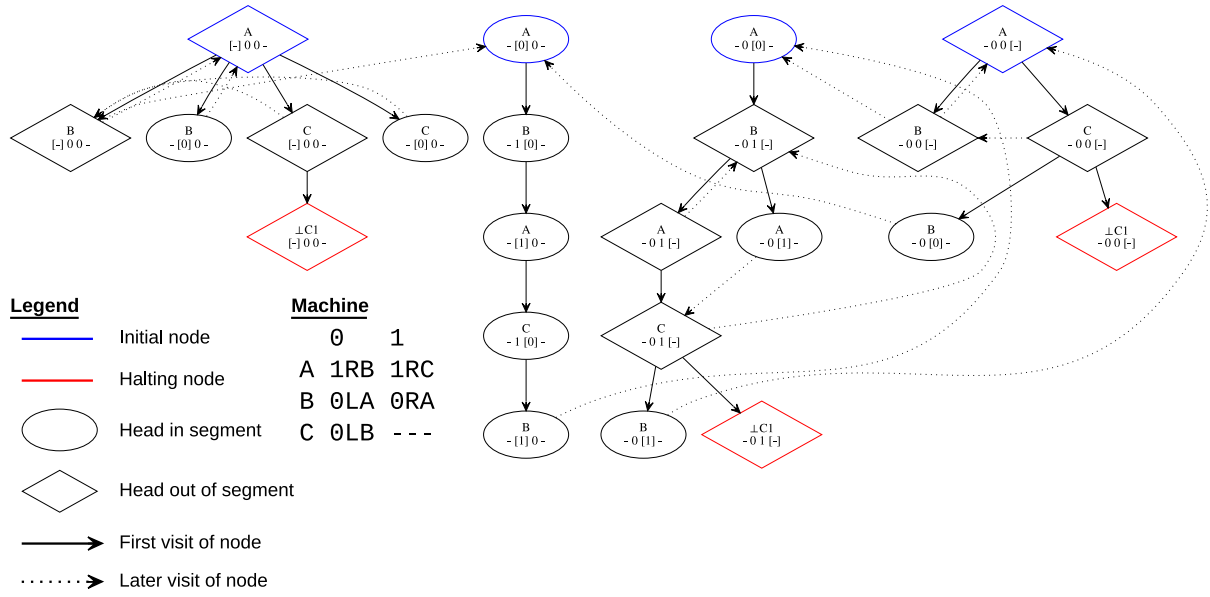 A
[-] 0 0 -
A
- [0] 0 -
A
- 0 [0] -
A
- 0 0 [-]
B
[-] 0 0 -
B
- [0] 0 -
C
[-] 0 0 -
C
- [0] 0 -
B
- 1 [0] -
B
- 0 1 [-]
B
- 0 0 [-]
C
- 0 0 [-]
⊥C1
[-] 0 0 -
A
- [1] 0 -
A
- 0 1 [-]
A
- 0 [1] -
B
- 0 [0] -
⊥C1
- 0 0 [-]
C
- 1 [0] -
C
- 0 1 [-]
B
- [1] 0 -
B
- 0 [1] -
⊥C1
- 0 1 [-]
Legend
Initial node
Halting node
Head in segment
Head out of segment
First visit of node
Later visit of node
Machine
0 1
A 1RB 1RC
B 0LA 0RA
C 0LB ---